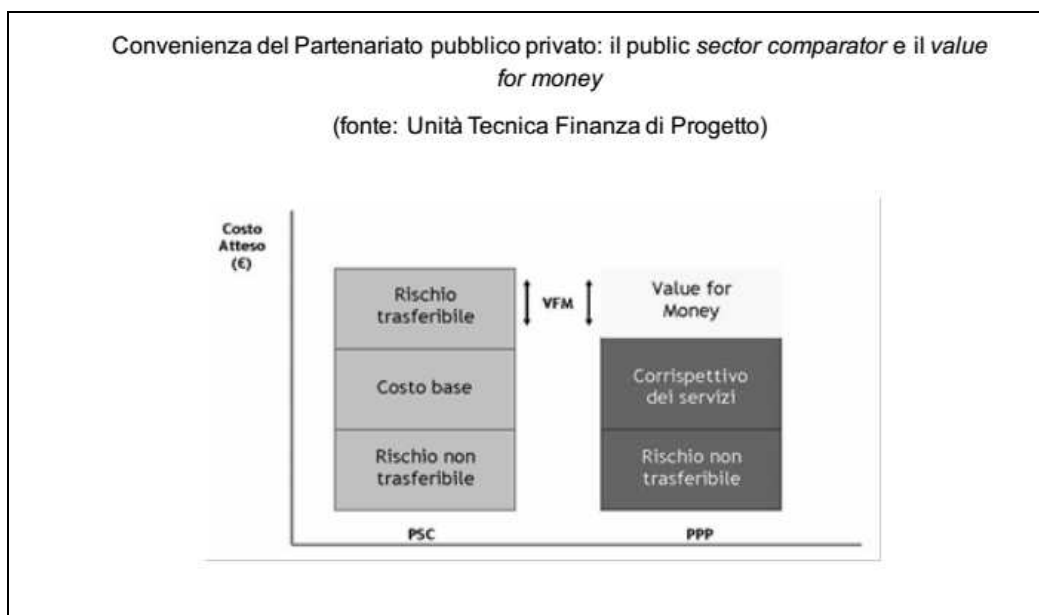 Convenienza del Partenariato pubblico privato: il public sector comparator e il value
for money
(fonte: Unità Tecnica Finanza di Progetto)
Costo
Atteso
(€)
Rischio
trasferibile
VFM
Value for
Money
Costo base
Corrispettivo
dei servizi
Rischio non
trasferibile
Rischio non
trasferibile
PSC
PPP